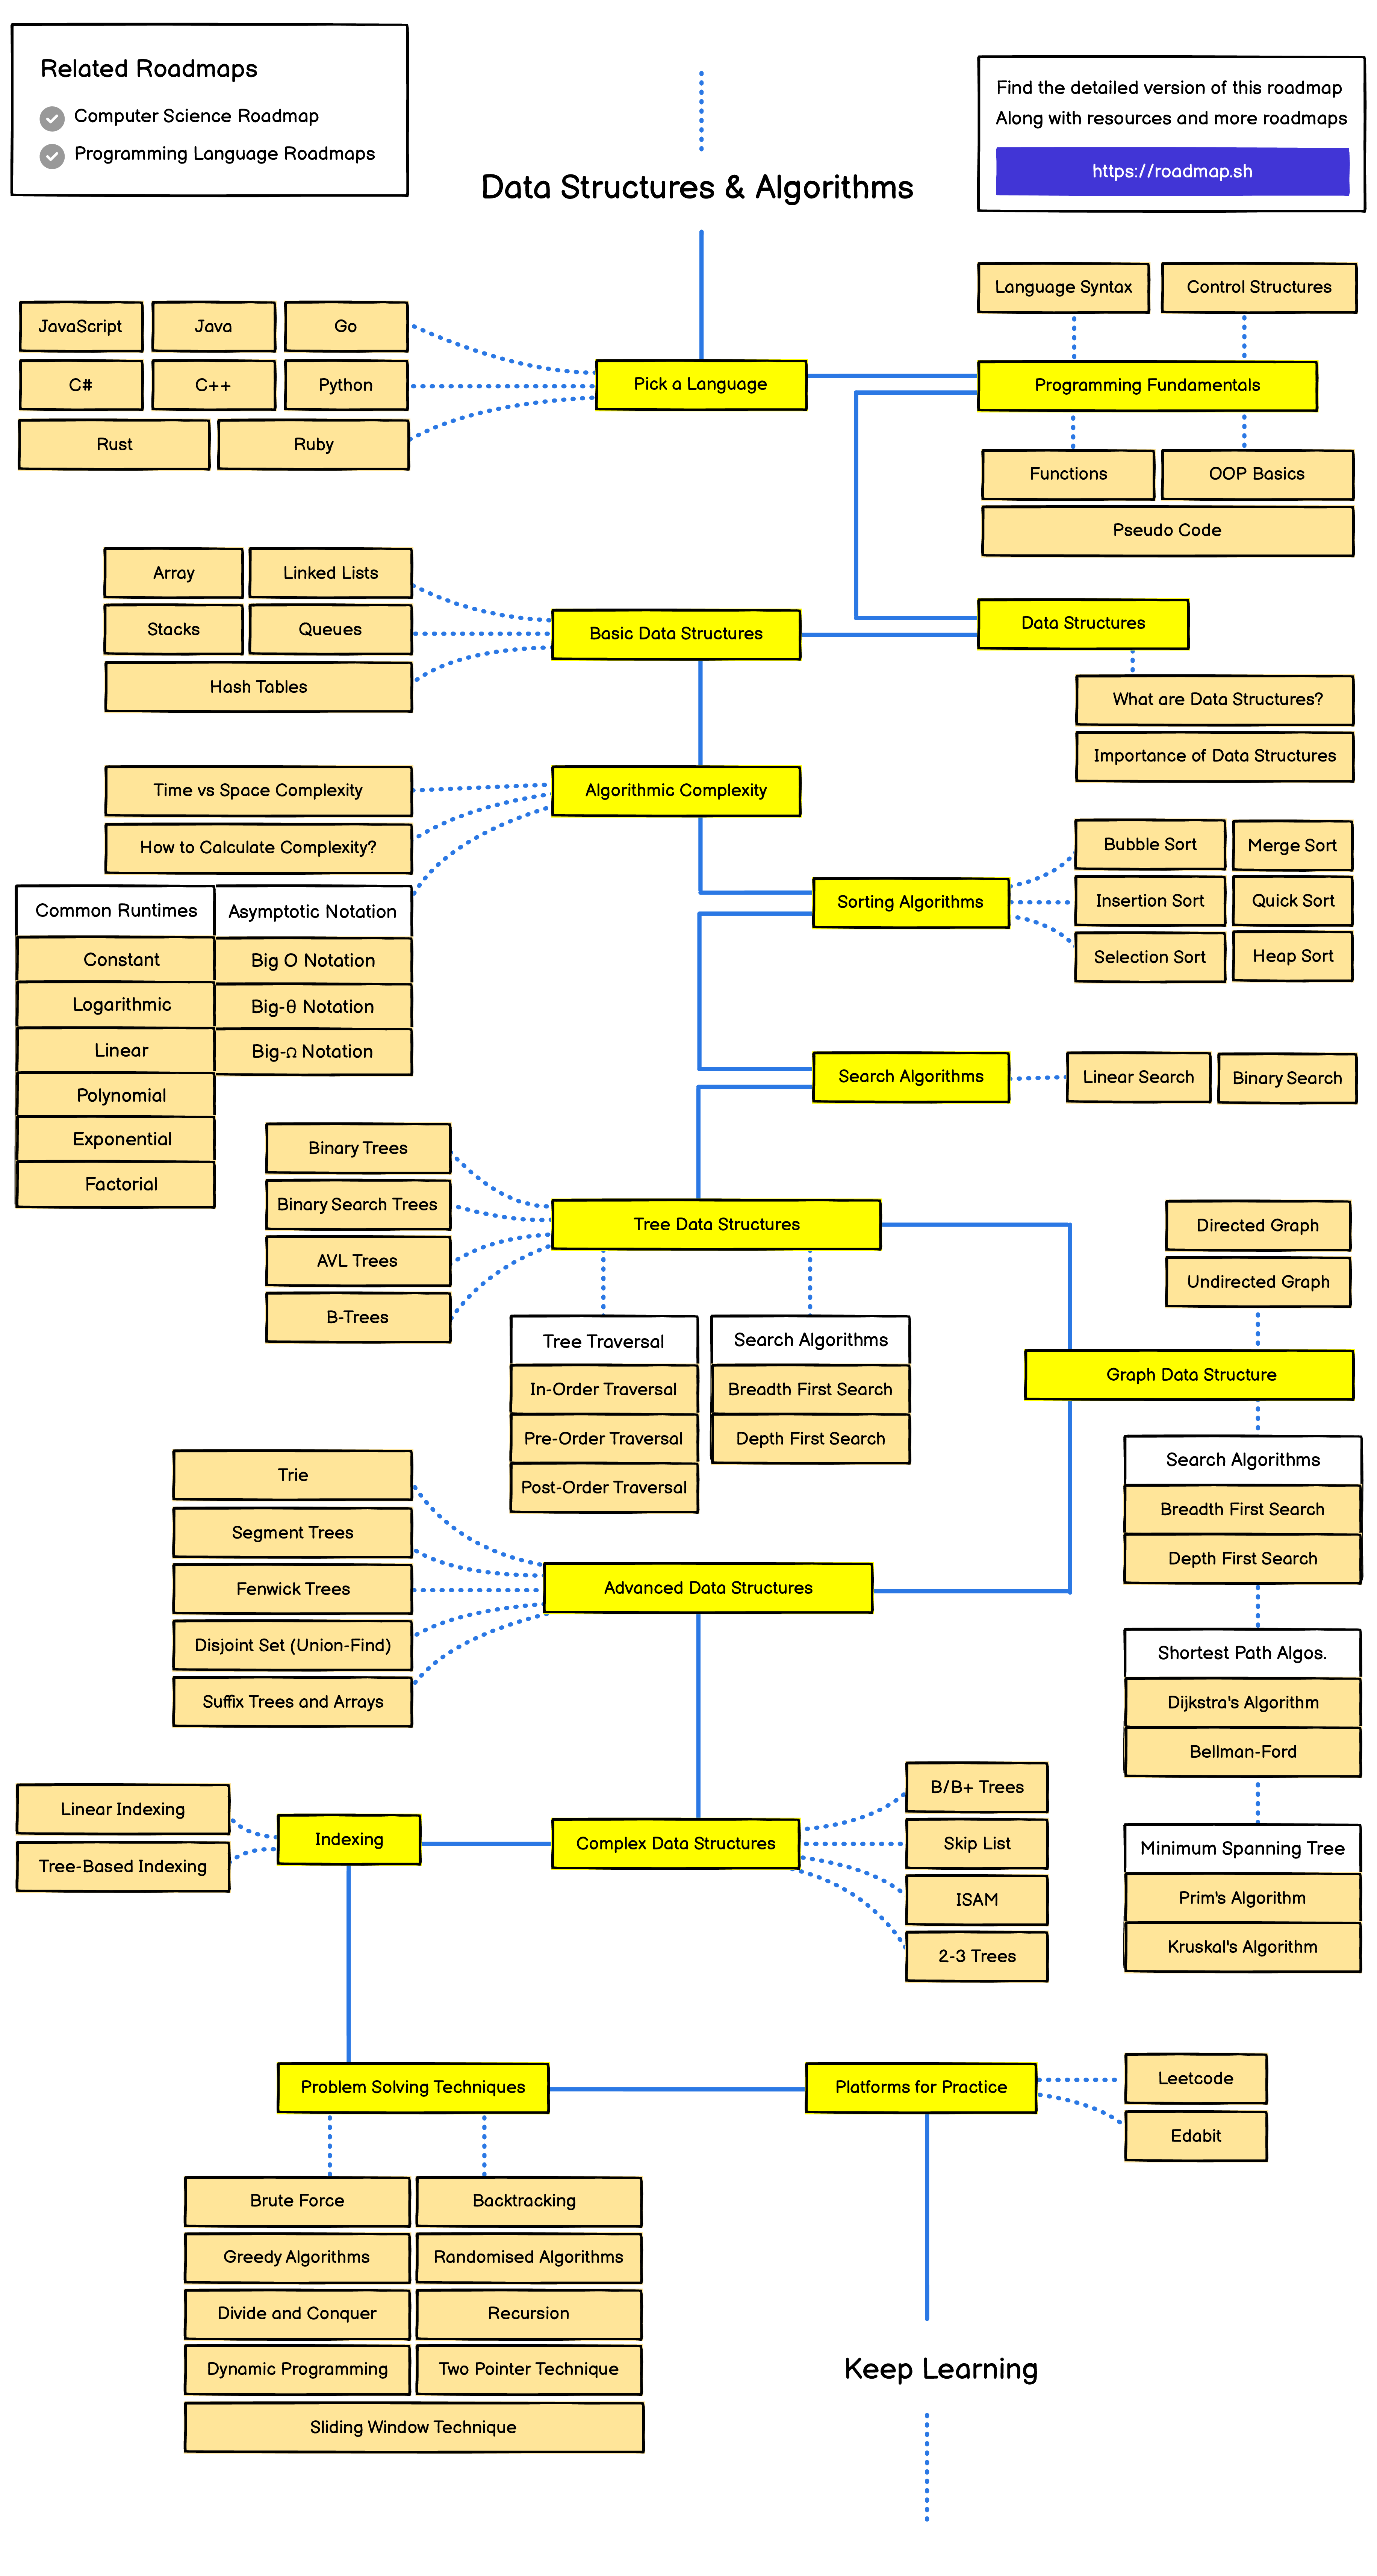 Related Roadmaps
Computer Science Roadmap
Programming Language Roadmaps
Find the detailed version of this roadmap
Along with resources and more roadmaps
https://roadmap.sh
Data Structures & Algorithms
Language Syntax
Control Structures
JavaScript
Java
Go
C#
C++
Python
Rust
Ruby
Pick a Language
Programming Fundamentals
Functions
OOP Basics
Pseudo Code
Array
Linked Lists
Stacks
Queues
Hash Tables
Basic Data Structures
Data Structures
What are Data Structures?
Importance of Data Structures
Time vs Space Complexity
How to Calculate Complexity?
Algorithmic Complexity
Common Runtimes
Constant
Logarithmic
Linear
Polynomial
Exponential
Factorial
Asymptotic Notation
Big O Notation
Big-θ Notation
Big-Ω Notation
Sorting Algorithms
Bubble Sort
Merge Sort
Insertion Sort
Quick Sort
Selection Sort
Heap Sort
Search Algorithms
Linear Search
Binary Search
Binary Trees
Binary Search Trees
AVL Trees
B-Trees
Tree Data Structures
Tree Traversal
In-Order Traversal
Pre-Order Traversal
Post-Order Traversal
Search Algorithms
Breadth First Search
Depth First Search
Directed Graph
Undirected Graph
Graph Data Structure
Search Algorithms
Breadth First Search
Depth First Search
Shortest Path Algos.
Dijkstra's Algorithm
Bellman-Ford
Minimum Spanning Tree
Prim's Algorithm
Kruskal's Algorithm
Trie
Segment Trees
Fenwick Trees
Disjoint Set (Union-Find)
Suffix Trees and Arrays
Advanced Data Structures
Linear Indexing
Tree-Based Indexing
Indexing
Complex Data Structures
B/B+ Trees
Skip List
ISAM
2-3 Trees
Problem Solving Techniques
Platforms for Practice
Leetcode
Edabit
Brute Force
Backtracking
Greedy Algorithms
Randomised Algorithms
Divide and Conquer
Recursion
Dynamic Programming
Two Pointer Technique
Sliding Window Technique
Keep Learning